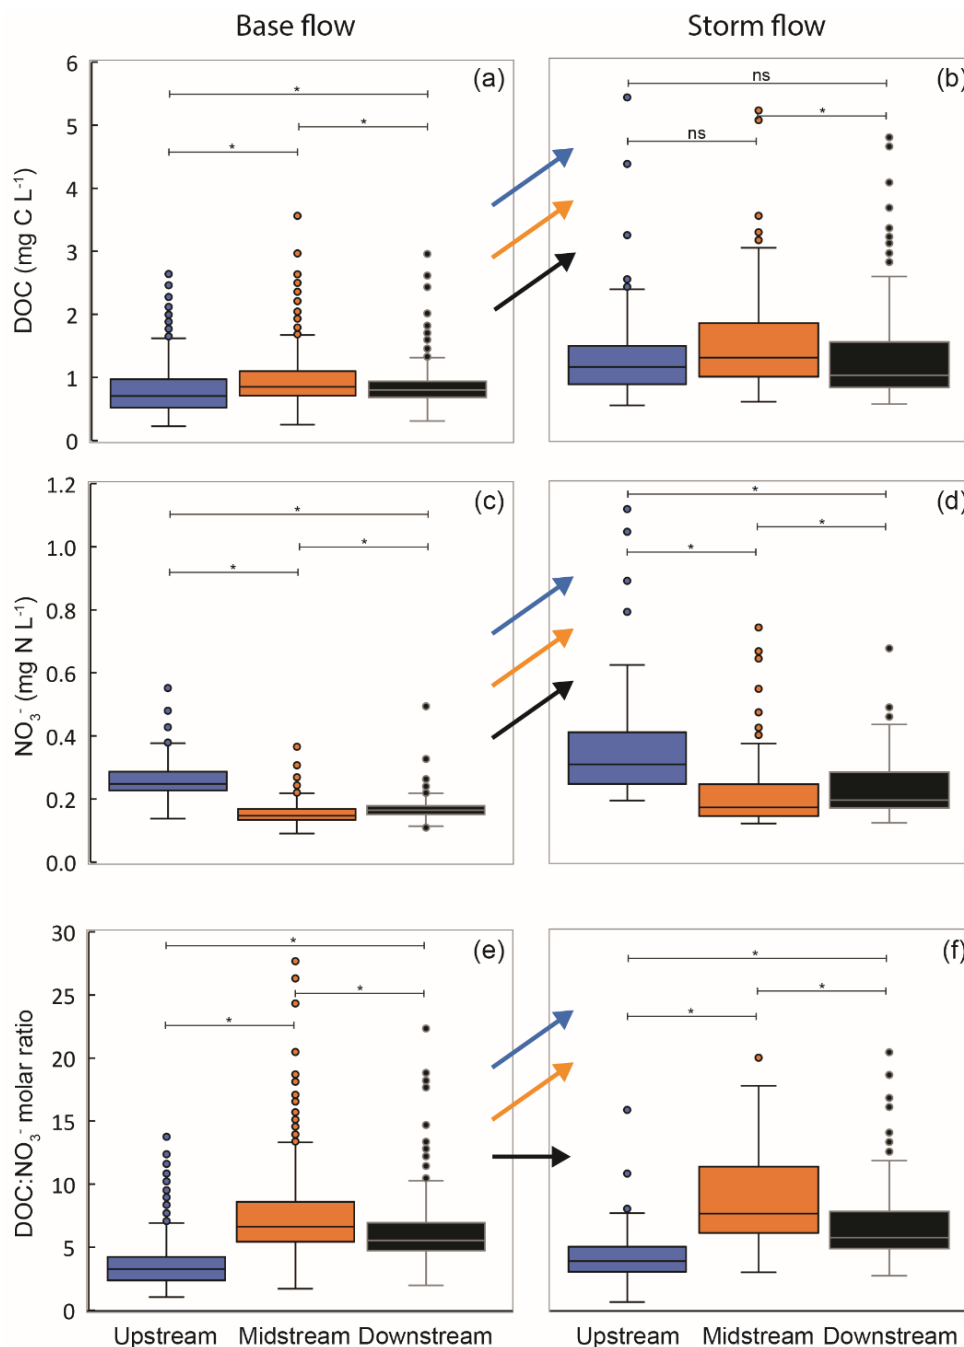 Base flow
Storm flow
DOC (mg C L⁻¹)
6
5
4
3
2
1
0
(a)
*
*
*
(b)
ns
*
ns
NO₃⁻ (mg N L⁻¹)
1.2
1.0
0.8
0.6
0.4
0.2
0.0
(c)
*
*
*
(d)
*
*
*
DOC:NO₃⁻ molar ratio
30
25
20
15
10
5
0
(e)
*
*
*
(f)
*
*
*
Upstream Midstream Downstream
Upstream Midstream Downstream